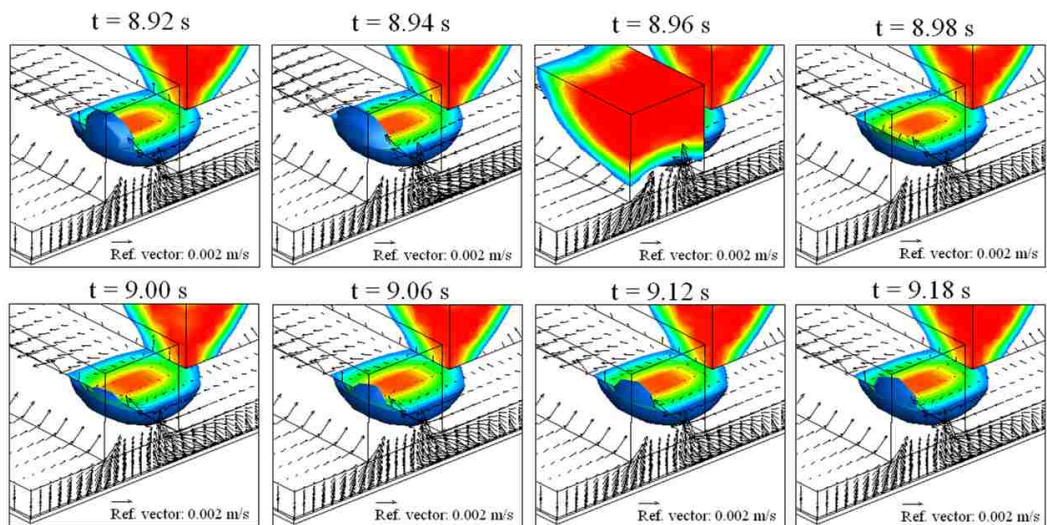 t = 8.92 s
t = 8.94 s
t = 8.96 s
t = 8.98 s
Ref. vector: 0.002 m/s
Ref. vector: 0.002 m/s
Ref. vector: 0.002 m/s
Ref. vector: 0.002 m/s
t = 9.00 s
t = 9.06 s
t = 9.12 s
t = 9.18 s
Ref. vector: 0.002 m/s
Ref. vector: 0.002 m/s
Ref. vector: 0.002 m/s
Ref. vector: 0.002 m/s